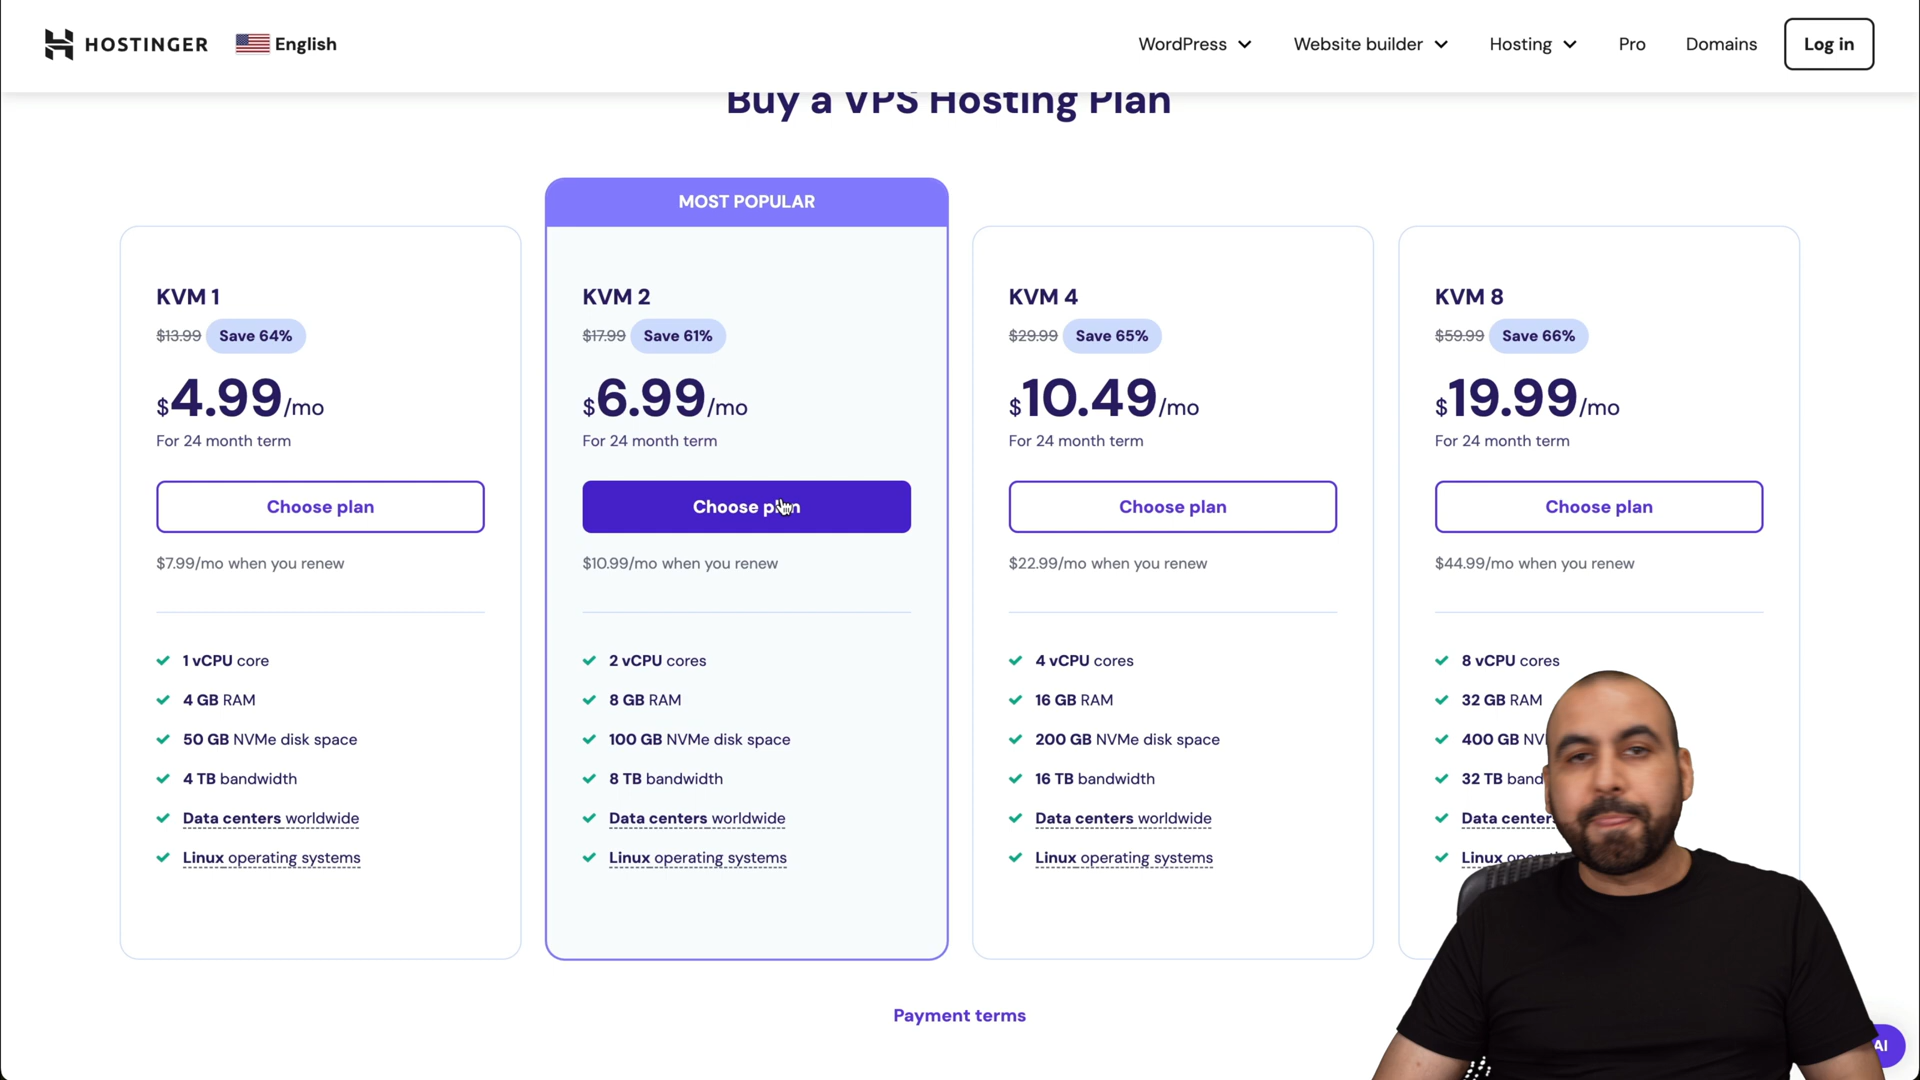 HOSTINGER
English
WordPress
Website builder
Hosting
Pro
Domains
Log in
Buy a VPS Hosting Plan
MOST POPULAR
KVM 1
$13.99 Save 64%
$4.99/mo
For 24 month term
Choose plan
$7.99/mo when you renew
1 vCPU core
4 GB RAM
50 GB NVMe disk space
4 TB bandwidth
Data centers worldwide
Linux operating systems
KVM 2
$17.99 Save 61%
$6.99/mo
For 24 month term
Choose plan
$10.99/mo when you renew
2 vCPU cores
8 GB RAM
100 GB NVMe disk space
8 TB bandwidth
Data centers worldwide
Linux operating systems
KVM 4
$29.99 Save 65%
$10.49/mo
For 24 month term
Choose plan
$22.99/mo when you renew
4 vCPU cores
16 GB RAM
200 GB NVMe disk space
16 TB bandwidth
Data centers worldwide
Linux operating systems
KVM 8
$59.99 Save 66%
$19.99/mo
For 24 month term
Choose plan
$44.99/mo when you renew
8 vCPU cores
32 GB RAM
400 GB
32 TB
Linux
Payment terms
AI